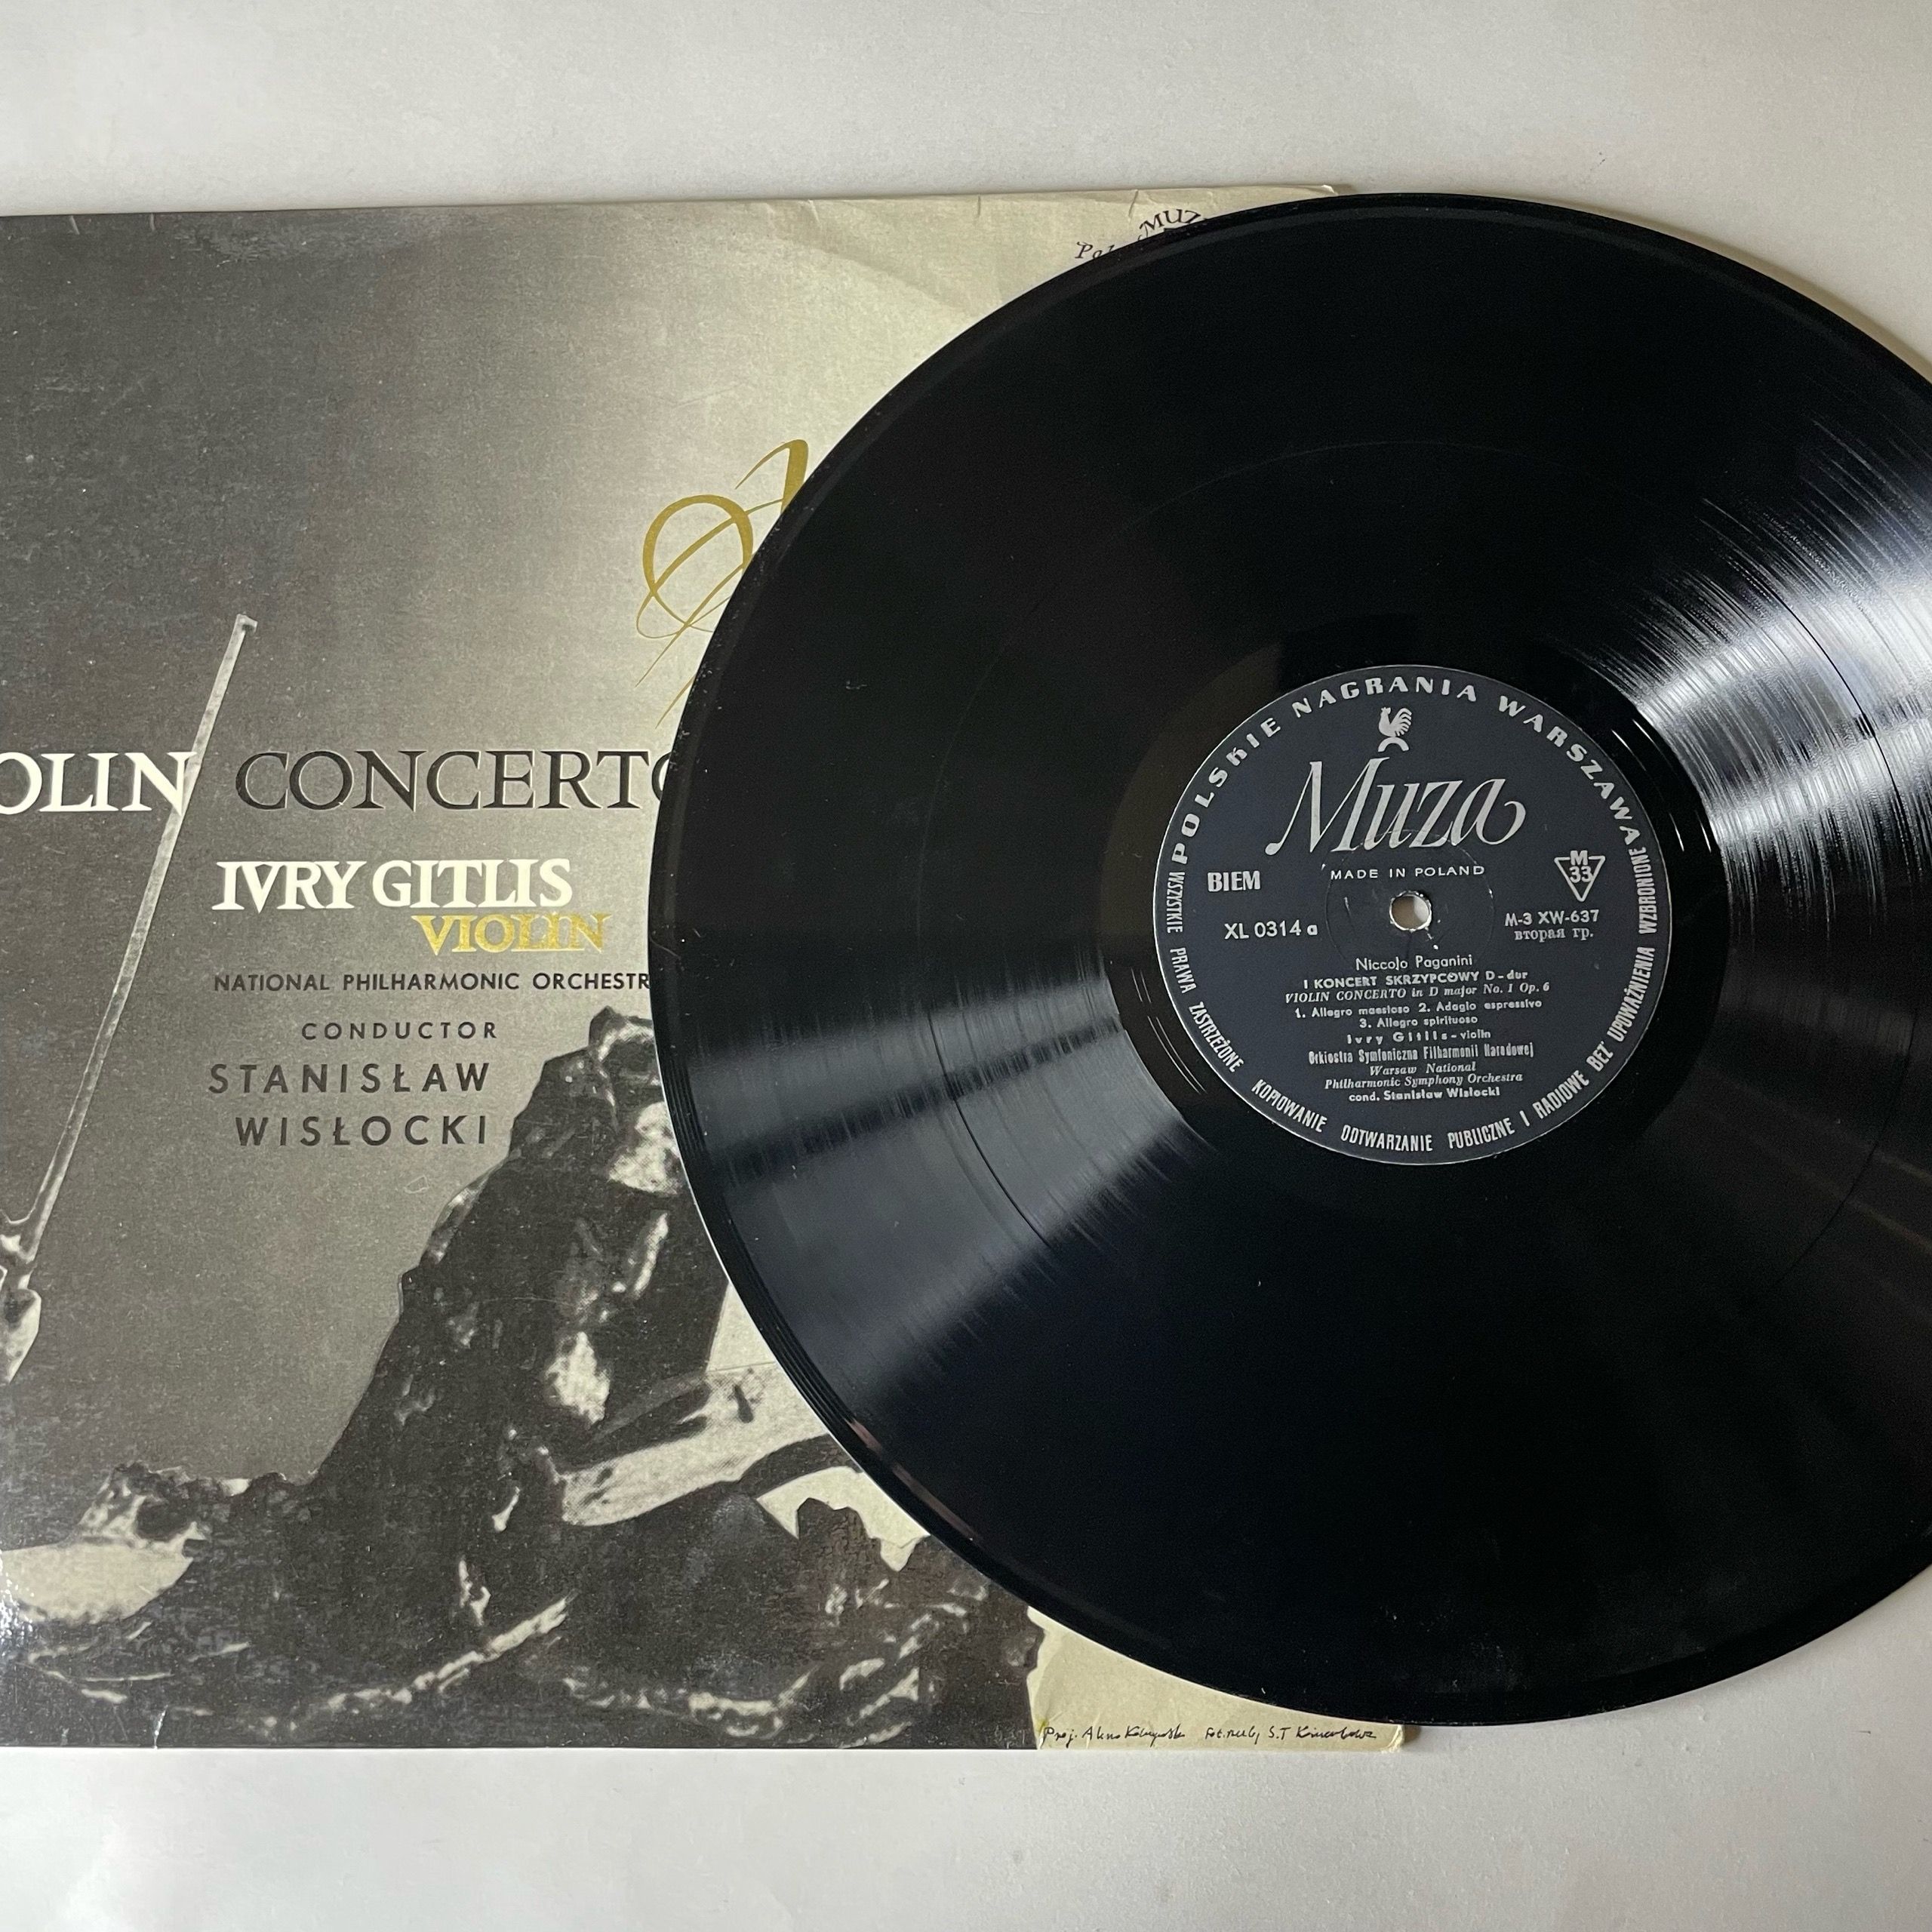 MUZ
OLIN CONCERTO
IVRY GITLIS
VIOLIN
NATIONAL PHILHARMONIC ORCHESTR
CONDUCTOR
STANISŁAW
WISŁOCKI
POLSKIE NAGRANIA WARSZAWA
Muza
MADE IN POLAND
BIEM
M
33
XL 0314 a
M-3 XW-637
вторая гр.
Niccolo Paganini
I KONCERT SKRZYPCOWY D-dur
VIOLIN CONCERTO in D major No. 1 Op. 6
1. Allegro maestoso 2. Adagio espressivo
3. Allegro spirituoso
Ivry Gitlis-violin
Orkiestra Symfoniczna Filharmonii Narodowej
Warsaw National
Philharmonic Symphony Orchestra
cond. Stanisław Wisłocki
WSZYSTKIE PRAWA ZASTRZEŻONE KOPIOWANIE ODTWARZANIE PUBLICZNE I RADIOWE BEZ UPOWAŻNIENIA WZBRONIONE
Proj.